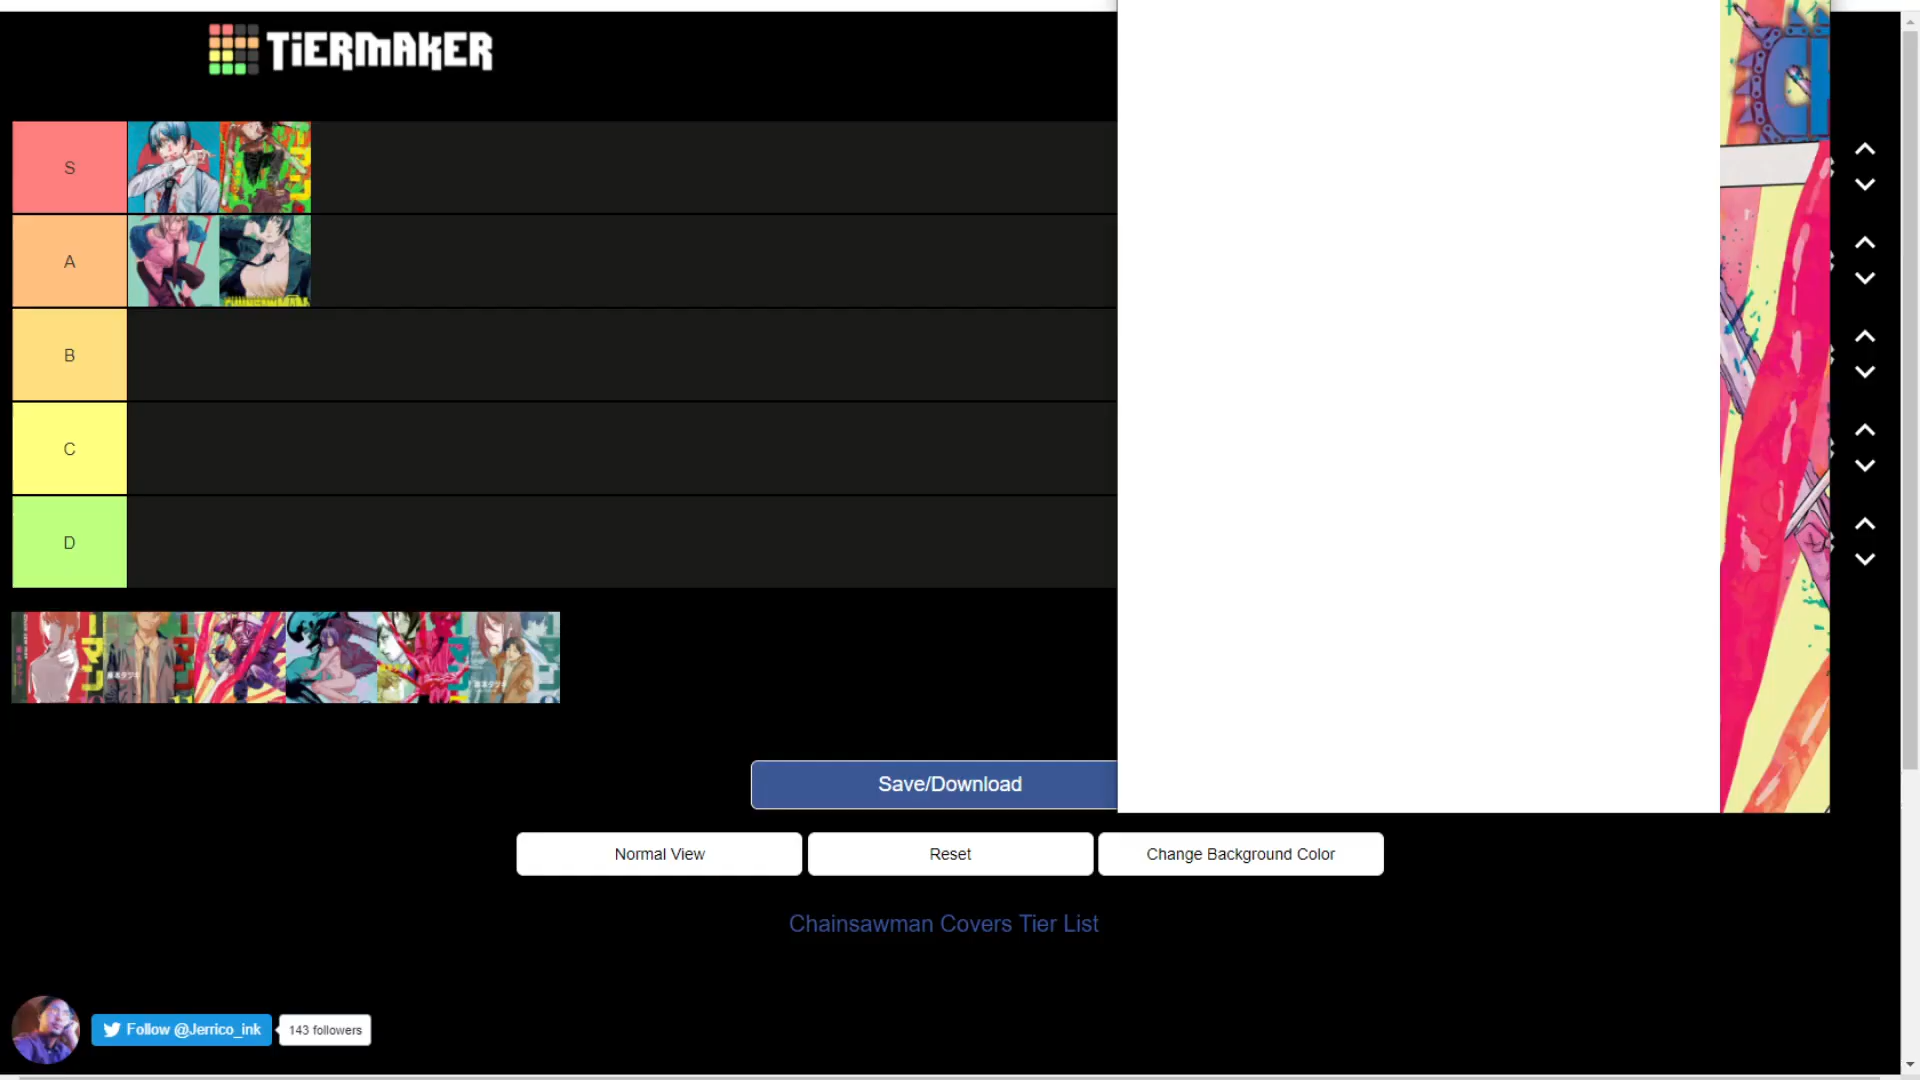 TiERMAKER
S
A
B
C
D
Save/Download
Normal View
Reset
Change Background Color
Chainsawman Covers Tier List
Follow @Jerrico_ink
143 followers